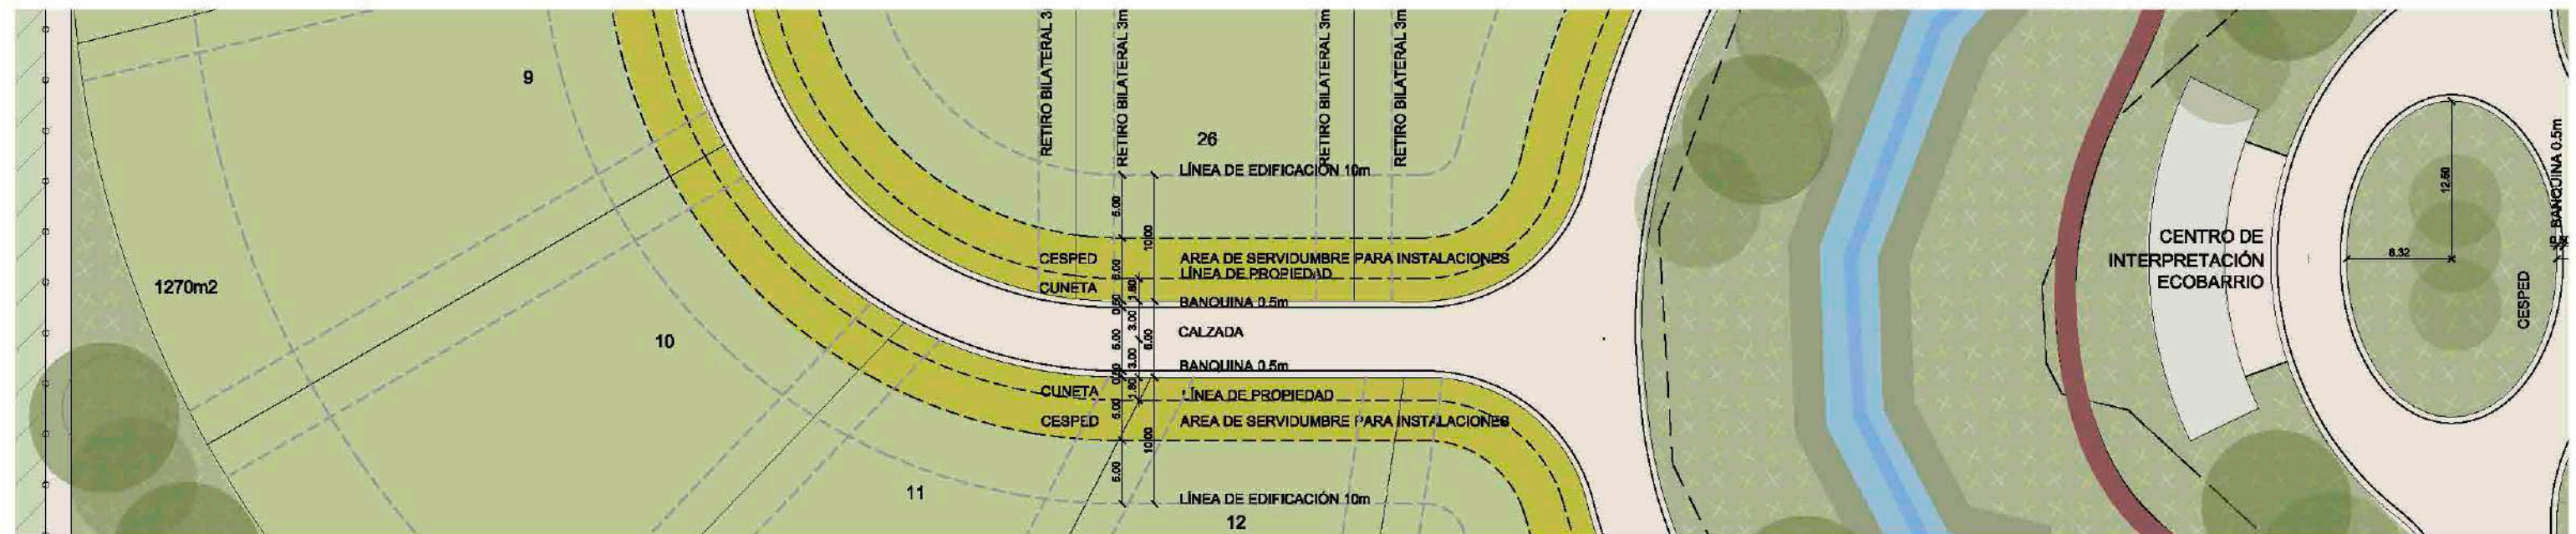 9
RETIRO BILATERAL 3
RETIRO BILATERAL 3m
RETIRO BILATERAL 3m
RETIRO BILATERAL 3m
26
LÍNEA DE EDIFICACIÓN 10m
5.00
10.00
CESPED
AREA DE SERVIDUMBRE PARA INSTALACIONES
5.00
LÍNEA DE PROPIEDAD
CUNETA
1.80
BANQUINA 0.5m
0.50
3.00
5.00
6.00
CALZADA
3.00
BANQUINA 0.5m
0.50
CUNETA
1.80
LÍNEA DE PROPIEDAD
5.00
CESPED
AREA DE SERVIDUMBRE PARA INSTALACIONES
10.00
5.00
LÍNEA DE EDIFICACIÓN 10m
1270m2
10
11
12
CENTRO DE
INTERPRETACIÓN
ECOBARRIO
12.50
8.32
CESPED
BANQUINA 0.5m